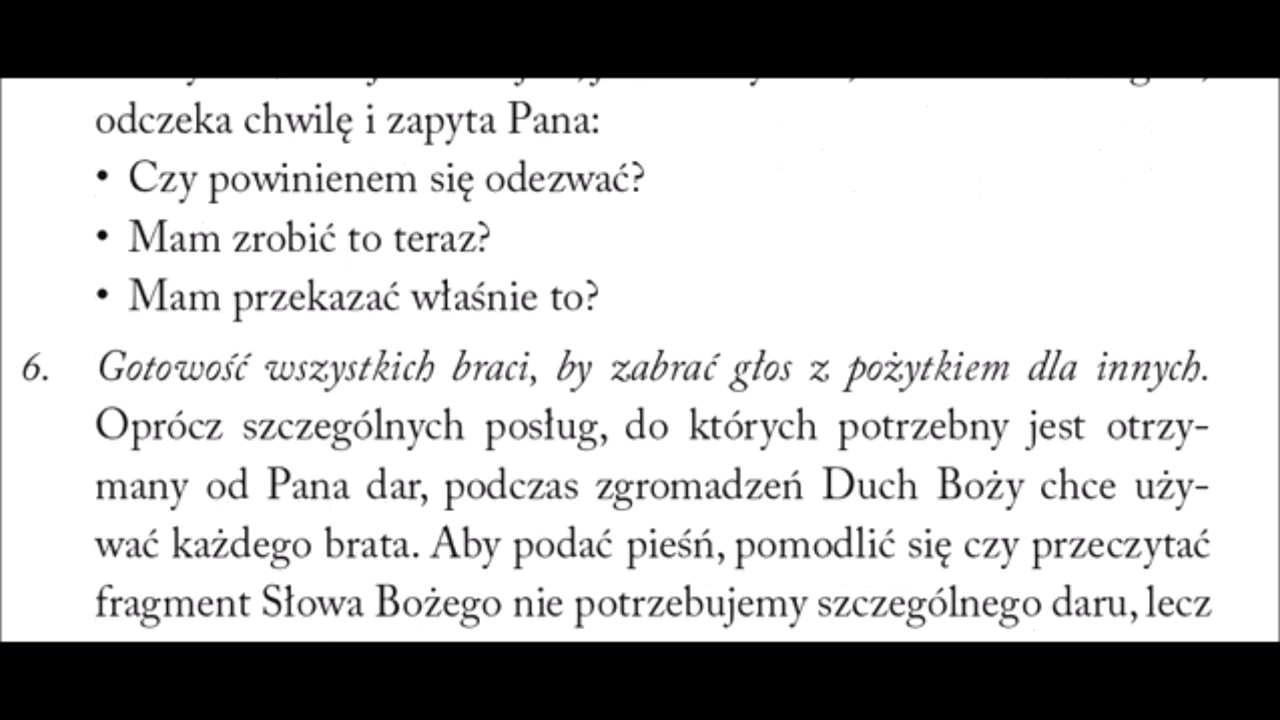 odczeka chwilę i zapyta Pana:
• Czy powinienem się odezwać?
• Mam zrobić to teraz?
• Mam przekazać właśnie to?
6. Gotowość wszystkich braci, by zabrać głos z pożytkiem dla innych.
Oprócz szczególnych posług, do których potrzebny jest otrzy-
many od Pana dar, podczas zgromadzeń Duch Boży chce uży-
wać każdego brata. Aby podać pieśń, pomodlić się czy przeczytać
fragment Słowa Bożego nie potrzebujemy szczególnego daru, lecz